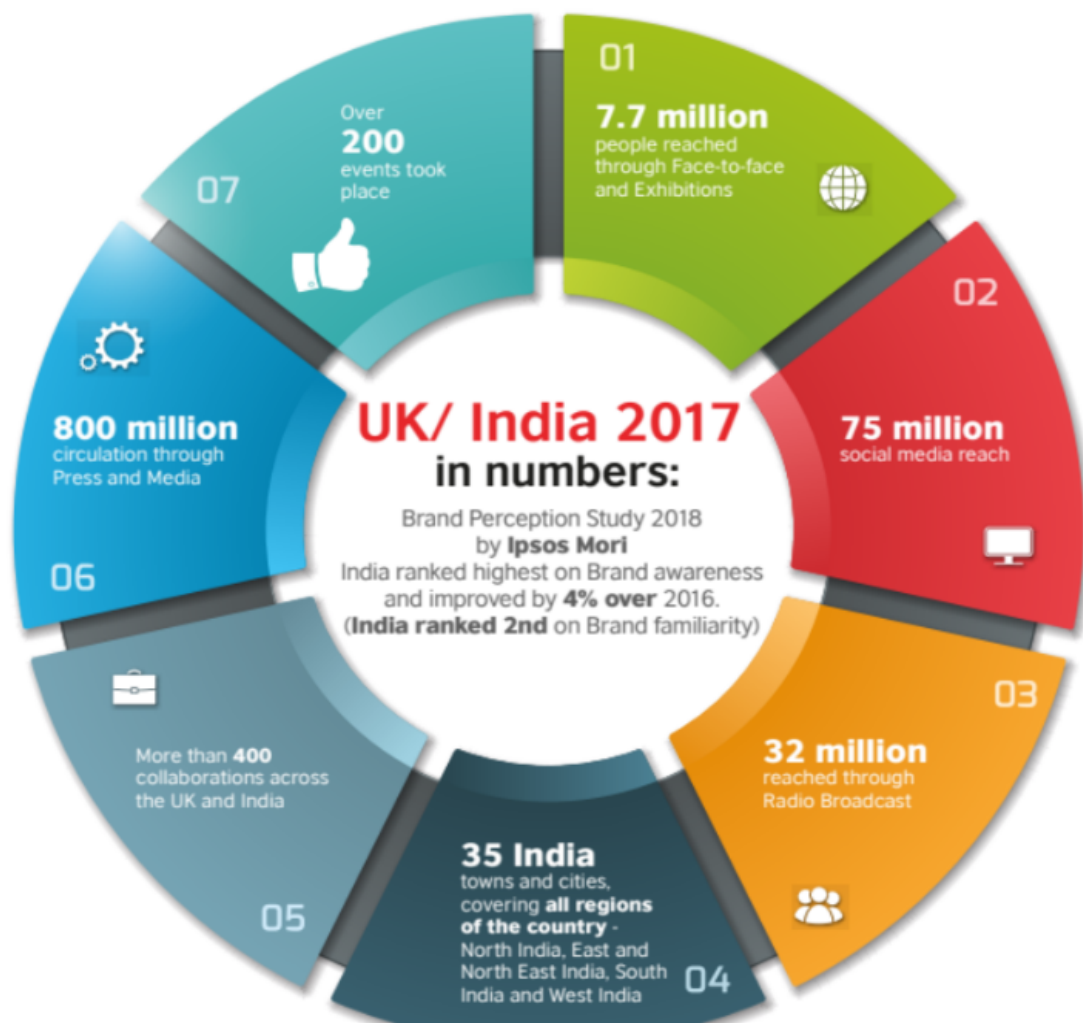 UK/ India 2017
in numbers:
Brand Perception Study 2018
by Ipsos Mori
India ranked highest on Brand awareness
and improved by 4% over 2016.
(India ranked 2nd on Brand familiarity)
01
7.7 million
people reached
through Face-to-face
and Exhibitions
02
75 million
social media reach
03
32 million
reached through
Radio Broadcast
04
35 India
towns and cities,
covering all regions
of the country -
North India, East and
North East India, South
India and West India
05
More than 400
collaborations across
the UK and India
06
800 million
circulation through
Press and Media
07
Over
200
events took
place